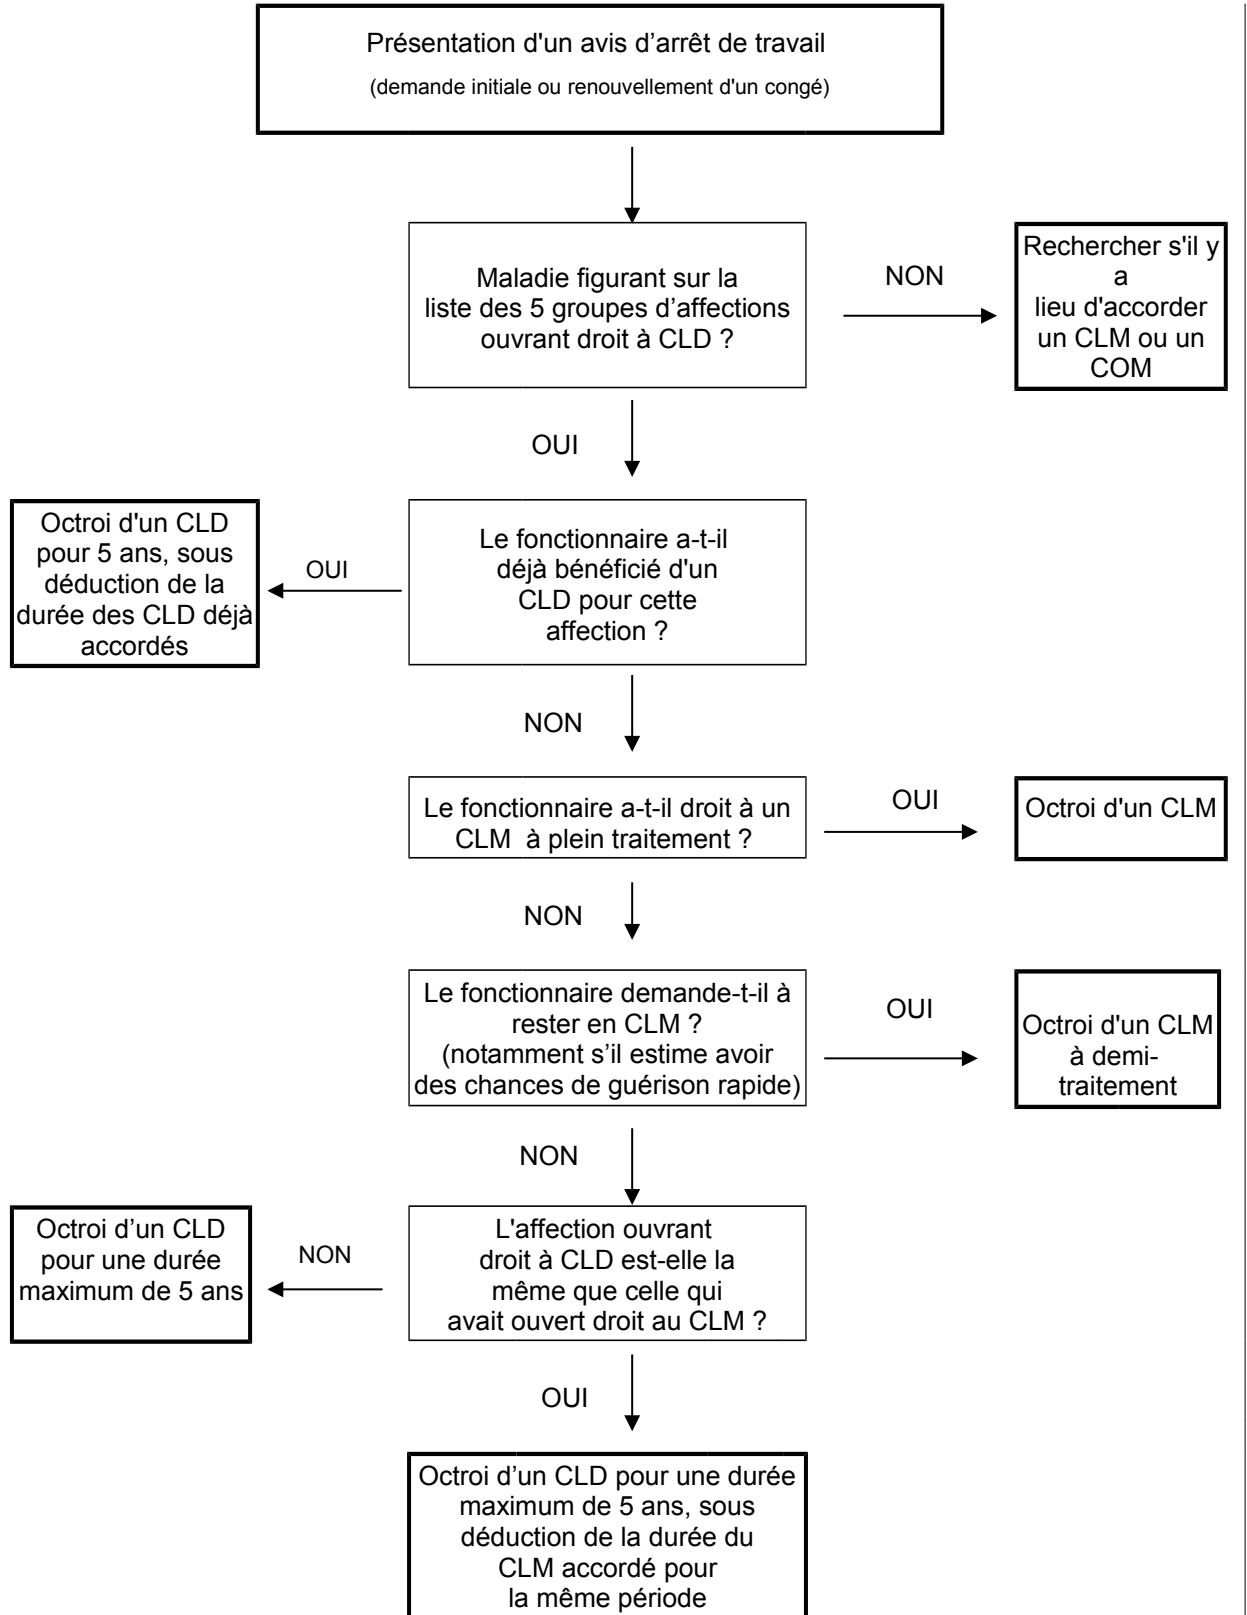 Présentation d'un avis d’arrêt de travail
(demande initiale ou renouvellement d'un congé)
Maladie figurant sur la
liste des 5 groupes d’affections
ouvrant droit à CLD ?
NON
Rechercher s'il y
a
lieu d'accorder
un CLM ou un
COM
OUI
Le fonctionnaire a-t-il
déjà bénéficié d'un
CLD pour cette
affection ?
OUI
Octroi d'un CLD
pour 5 ans, sous
déduction de la
durée des CLD déjà
accordés
NON
Le fonctionnaire a-t-il droit à un
CLM à plein traitement ?
OUI
Octroi d'un CLM
NON
Le fonctionnaire demande-t-il à
rester en CLM ?
(notamment s’il estime avoir
des chances de guérison rapide)
OUI
Octroi d'un CLM
à demi-
traitement
NON
L'affection ouvrant
droit à CLD est-elle la
même que celle qui
avait ouvert droit au CLM ?
NON
Octroi d’un CLD
pour une durée
maximum de 5 ans
OUI
Octroi d’un CLD pour une durée
maximum de 5 ans, sous
déduction de la durée du
CLM accordé pour
la même période